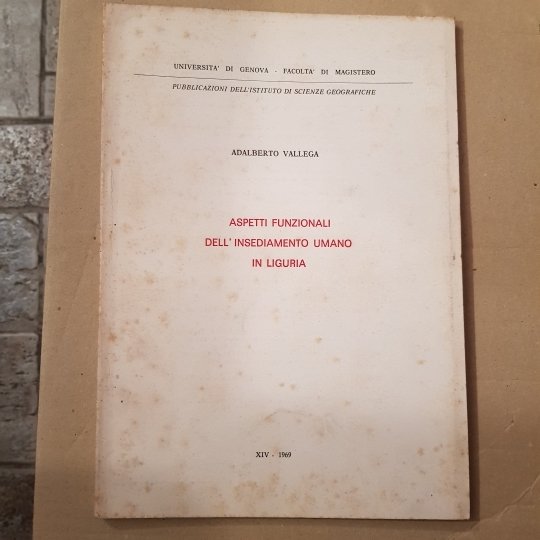 UNIVERSITA' DI GENOVA - FACOLTA' DI MAGISTERO
PUBBLICAZIONI DELL'ISTITUTO DI SCIENZE GEOGRAFICHE
ADALBERTO VALLEGA
ASPETTI FUNZIONALI
DELL'INSEDIAMENTO UMANO
IN LIGURIA
XIV - 1969